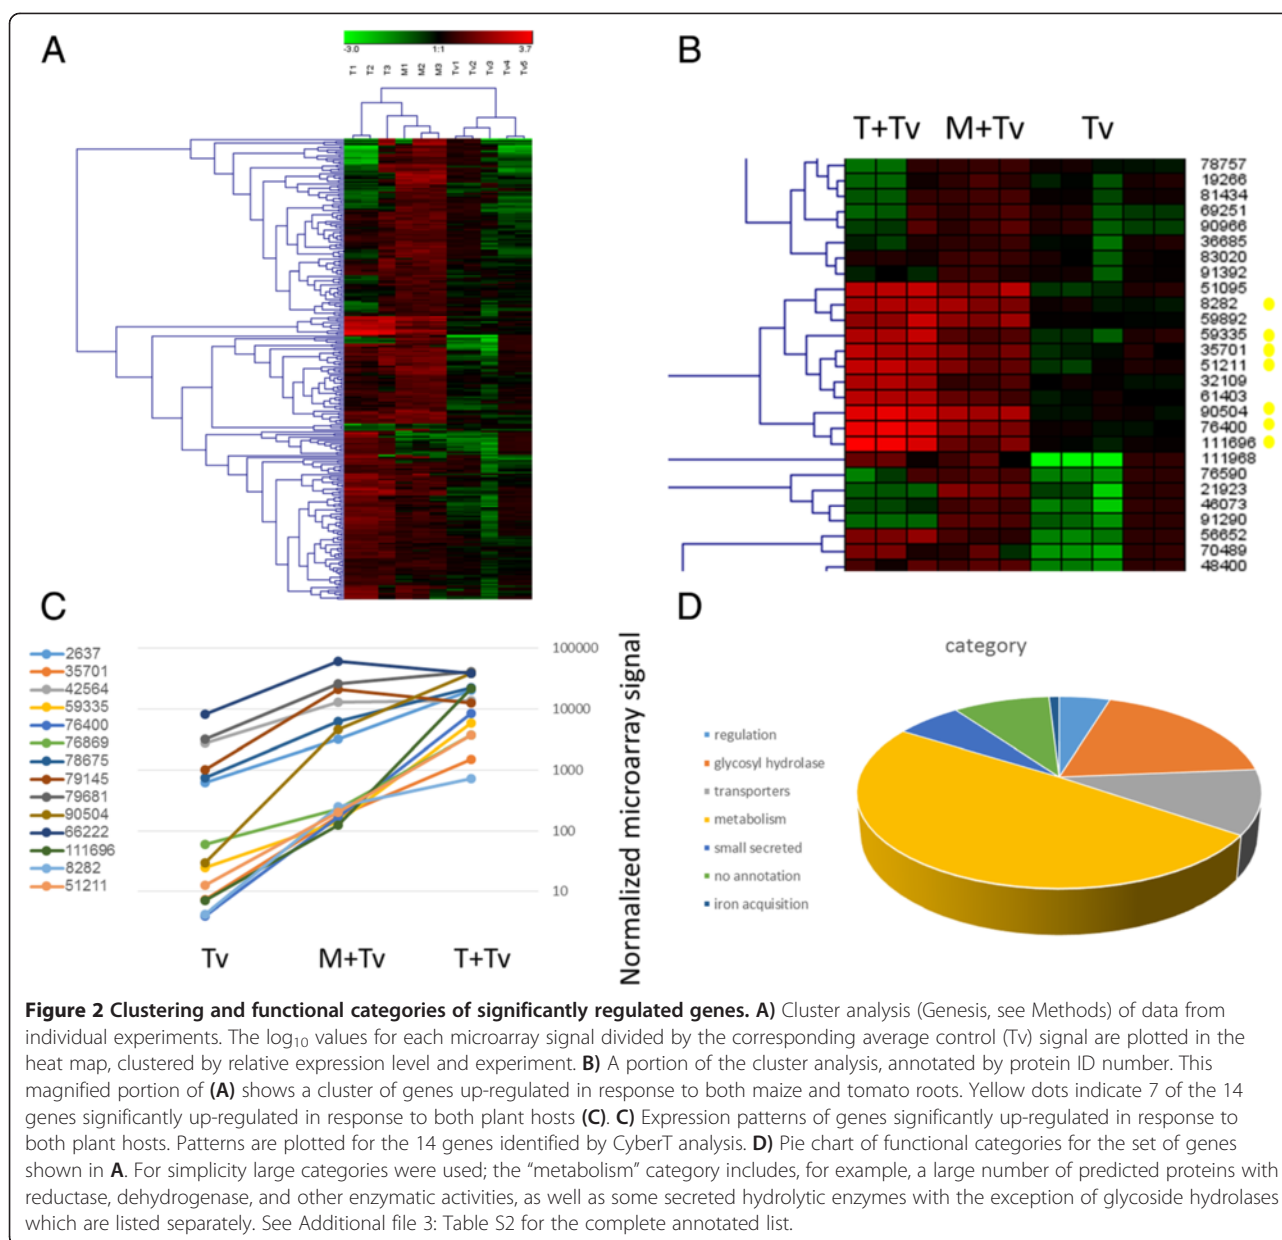 A
-3.0 1:1 3.7
T1 T2 T3 M1 M2 M3 Tv1 Tv2 Tv3 Tv4 Tv5
B
T+Tv M+Tv Tv
78757
19266
81434
69251
90966
36685
83020
91392
51095
8282
59892
59335
35701
51211
32109
61403
90504
76400
111696
111968
76590
21923
46073
91290
56652
70489
48400
C
2637
35701
42564
59335
76400
76869
78675
79145
79681
90504
66222
111696
8282
51211
100000
10000
1000
100
10
Normalized microarray signal
Tv M+Tv T+Tv
D
category
regulation
glycosyl hydrolase
transporters
metabolism
small secreted
no annotation
iron acquisition
Figure 2 Clustering and functional categories of significantly regulated genes. A) Cluster analysis (Genesis, see Methods) of data from
individual experiments. The log10 values for each microarray signal divided by the corresponding average control (Tv) signal are plotted in the
heat map, clustered by relative expression level and experiment. B) A portion of the cluster analysis, annotated by protein ID number. This
magnified portion of (A) shows a cluster of genes up-regulated in response to both maize and tomato roots. Yellow dots indicate 7 of the 14
genes significantly up-regulated in response to both plant hosts (C). C) Expression patterns of genes significantly up-regulated in response to
both plant hosts. Patterns are plotted for the 14 genes identified by CyberT analysis. D) Pie chart of functional categories for the set of genes
shown in A. For simplicity large categories were used; the “metabolism” category includes, for example, a large number of predicted proteins with
reductase, dehydrogenase, and other enzymatic activities, as well as some secreted hydrolytic enzymes with the exception of glycoside hydrolases
which are listed separately. See Additional file 3: Table S2 for the complete annotated list.